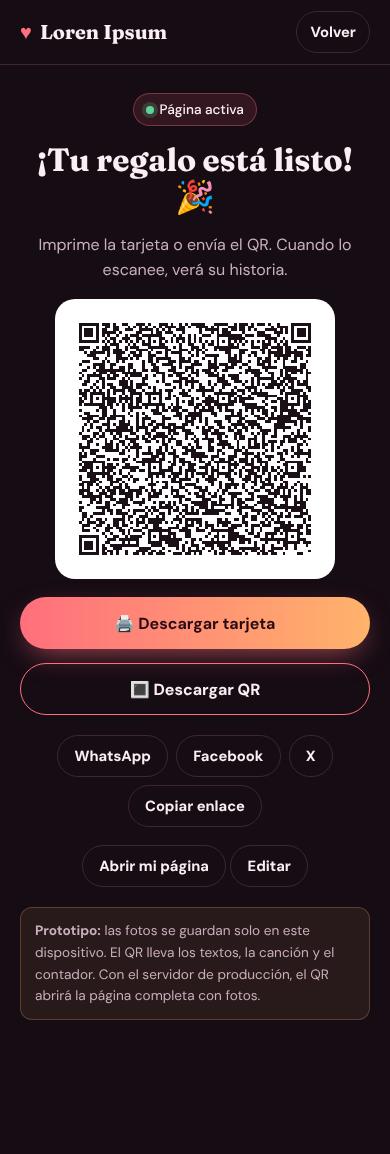 ♥ Loren Ipsum
Volver
Página activa
¡Tu regalo está listo!
🎉
Imprime la tarjeta o envía el QR. Cuando lo
escanee, verá su historia.
🖨️ Descargar tarjeta
🔳 Descargar QR
WhatsApp
Facebook
X
Copiar enlace
Abrir mi página
Editar
Prototipo: las fotos se guardan solo en este
dispositivo. El QR lleva los textos, la canción y el
contador. Con el servidor de producción, el QR
abrirá la página completa con fotos.